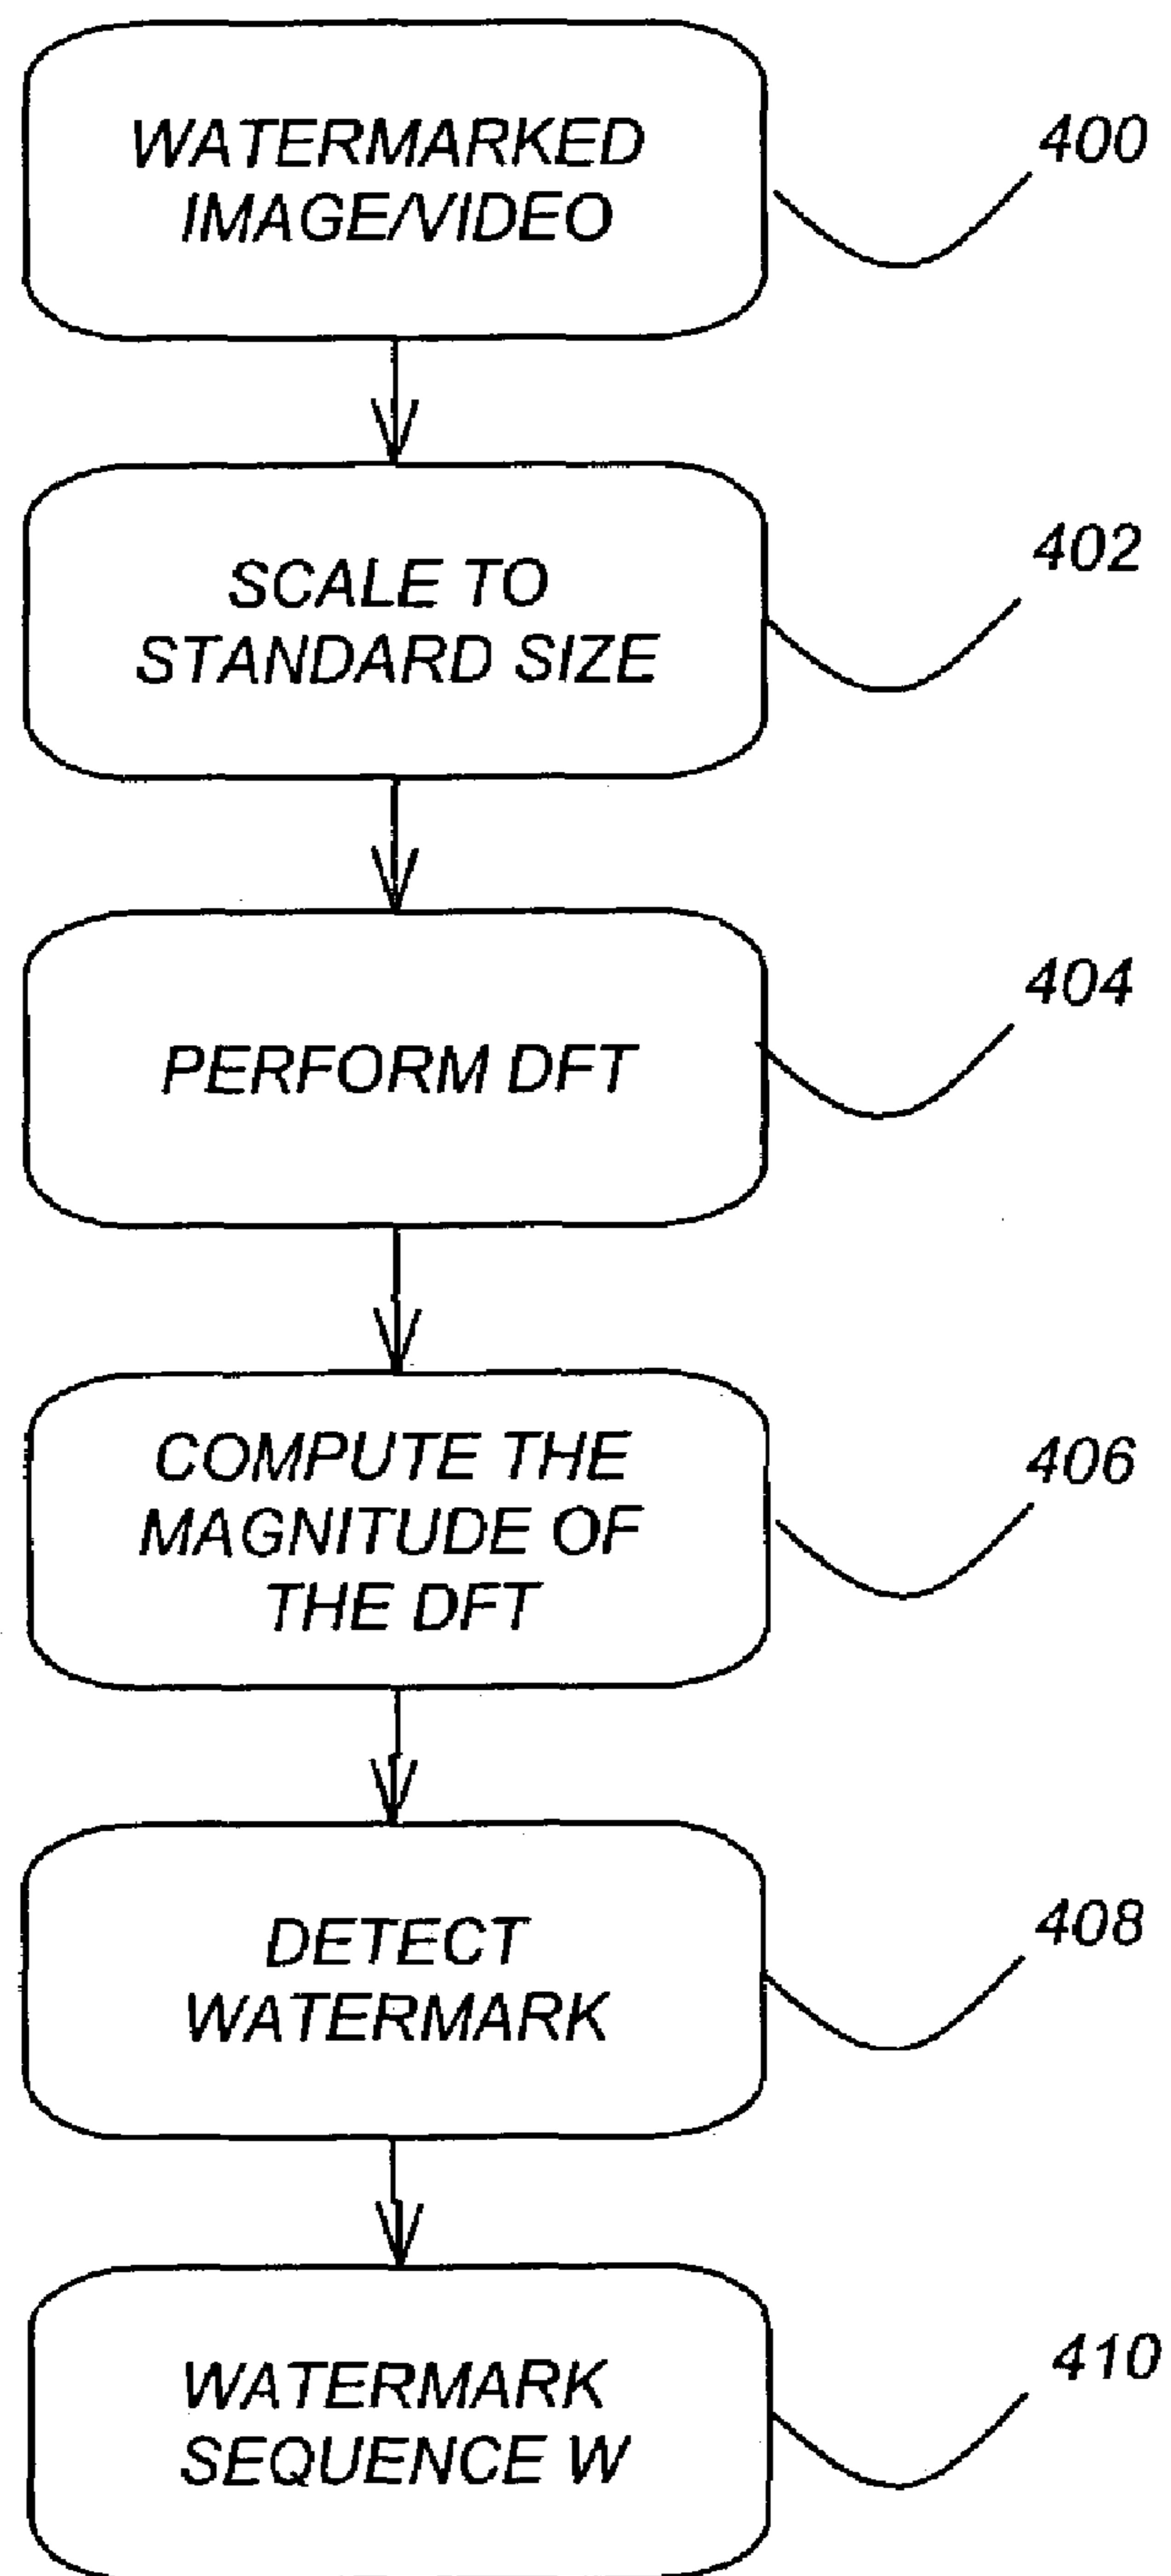 WATERMARKED
IMAGE/VIDEO
400
SCALE TO
STANDARD SIZE
402
PERFORM DFT
404
COMPUTE THE
MAGNITUDE OF
THE DFT
406
DETECT
WATERMARK
408
WATERMARK
SEQUENCE W
410